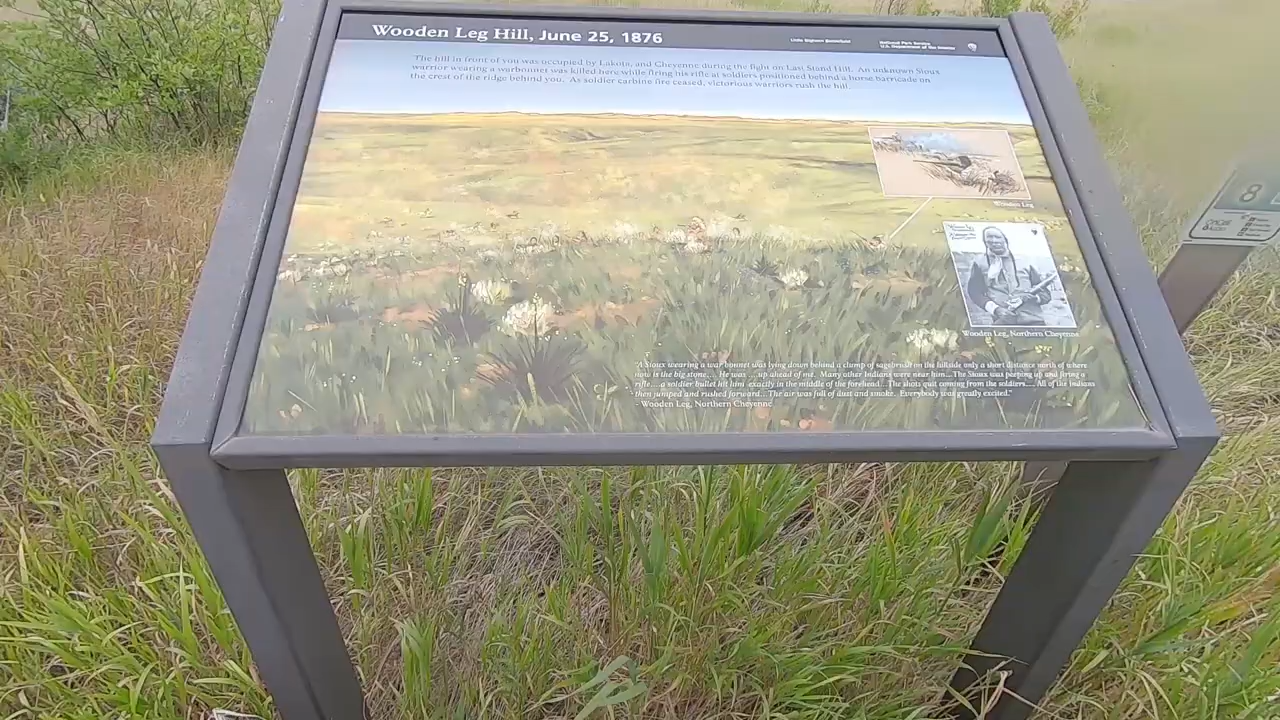 Wooden Leg Hill, June 25, 1876
Little Bighorn Battlefield
National Park Service
U.S. Department of the Interior
The hill in front of you was occupied by Lakota, and Cheyenne during the fight on Last Stand Hill. An unknown Sioux
warrior wearing a warbonnet was killed here while firing his rifle at soldiers positioned behind a horse barricade on
the crest of the ridge behind you. As soldier carbine fire ceased, victorious warriors rush the hill.
Wooden Leg
Wooden Leg, Northern Cheyenne
"A Sioux wearing a war bonnet was lying down behind a clump of sagebrush on the hillside only a short distance north of where
now is the big stone.... He was ....up ahead of me. Many other Indians were near him....The Sioux was peeping up and firing a
rifle.....a soldier bullet hit him exactly in the middle of the forehead....The shots quit coming from the soldiers..... All of the Indians
then jumped and rushed forward....The air was full of dust and smoke. Everybody was greatly excited."
- Wooden Leg, Northern Cheyenne
8